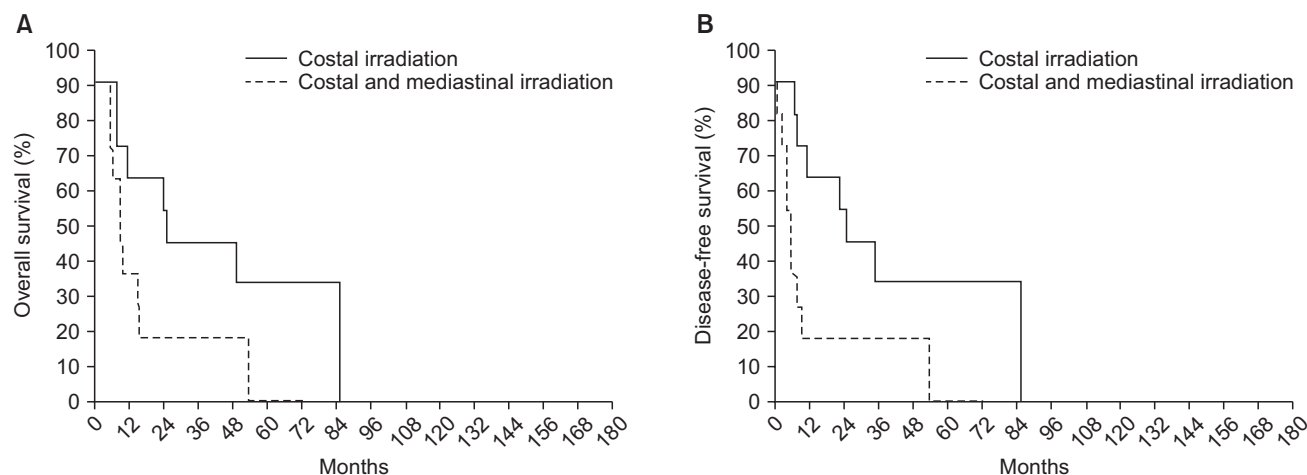 A
Costal irradiation
Costal and mediastinal irradiation
Overall survival (%)
100
90
80
70
60
50
40
30
20
10
0
0 12 24 36 48 60 72 84 96 108 120 132 144 156 168 180
Months
B
Costal irradiation
Costal and mediastinal irradiation
Disease-free survival (%)
100
90
80
70
60
50
40
30
20
10
0
0 12 24 36 48 60 72 84 96 108 120 132 144 156 168 180
Months